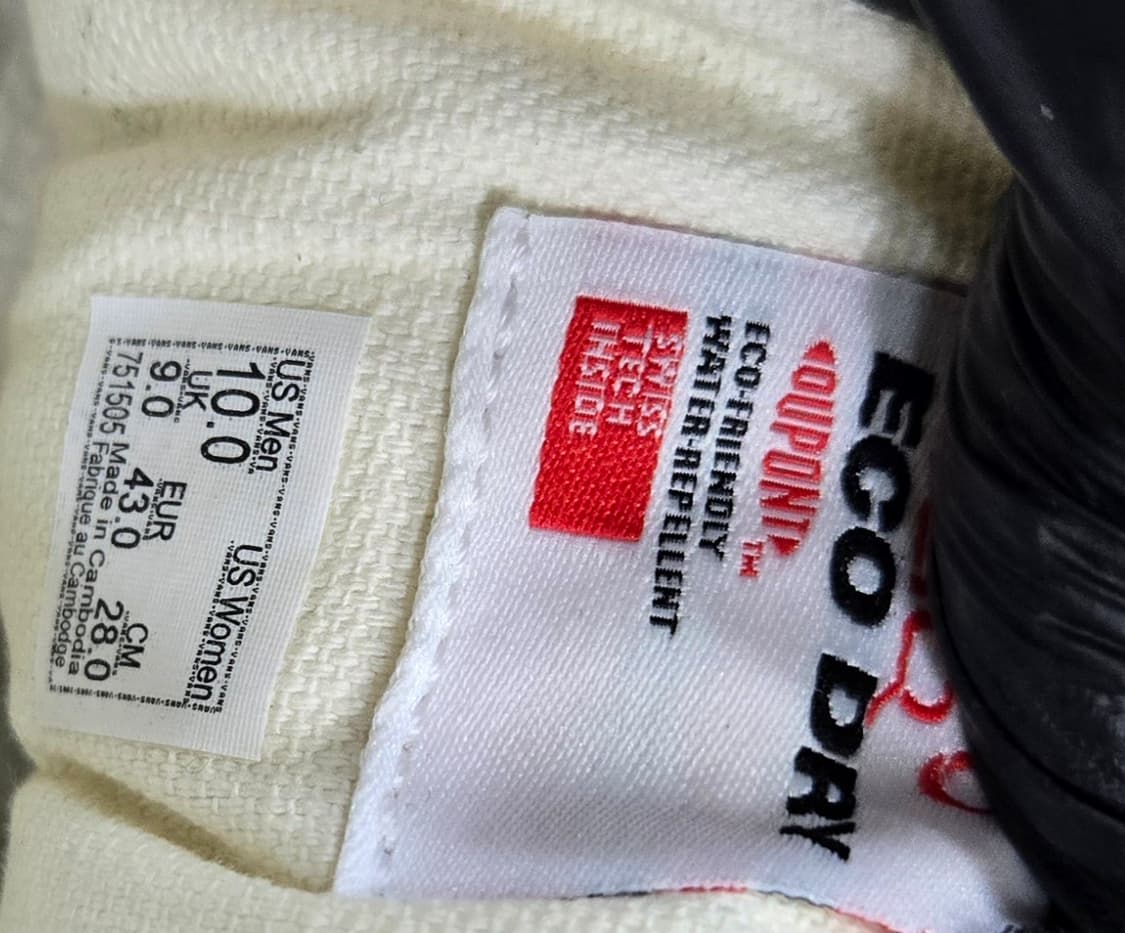 US Men US Women
10.0
UK EUR CM
9.0 43.0 28.0
751505 Made in Cambodia
Fabrique au Cambodge
ECO DRY
DUPONT™
ECO-FRIENDLY
WATER-REPELLENT
SWISS
TECH
INSIDE